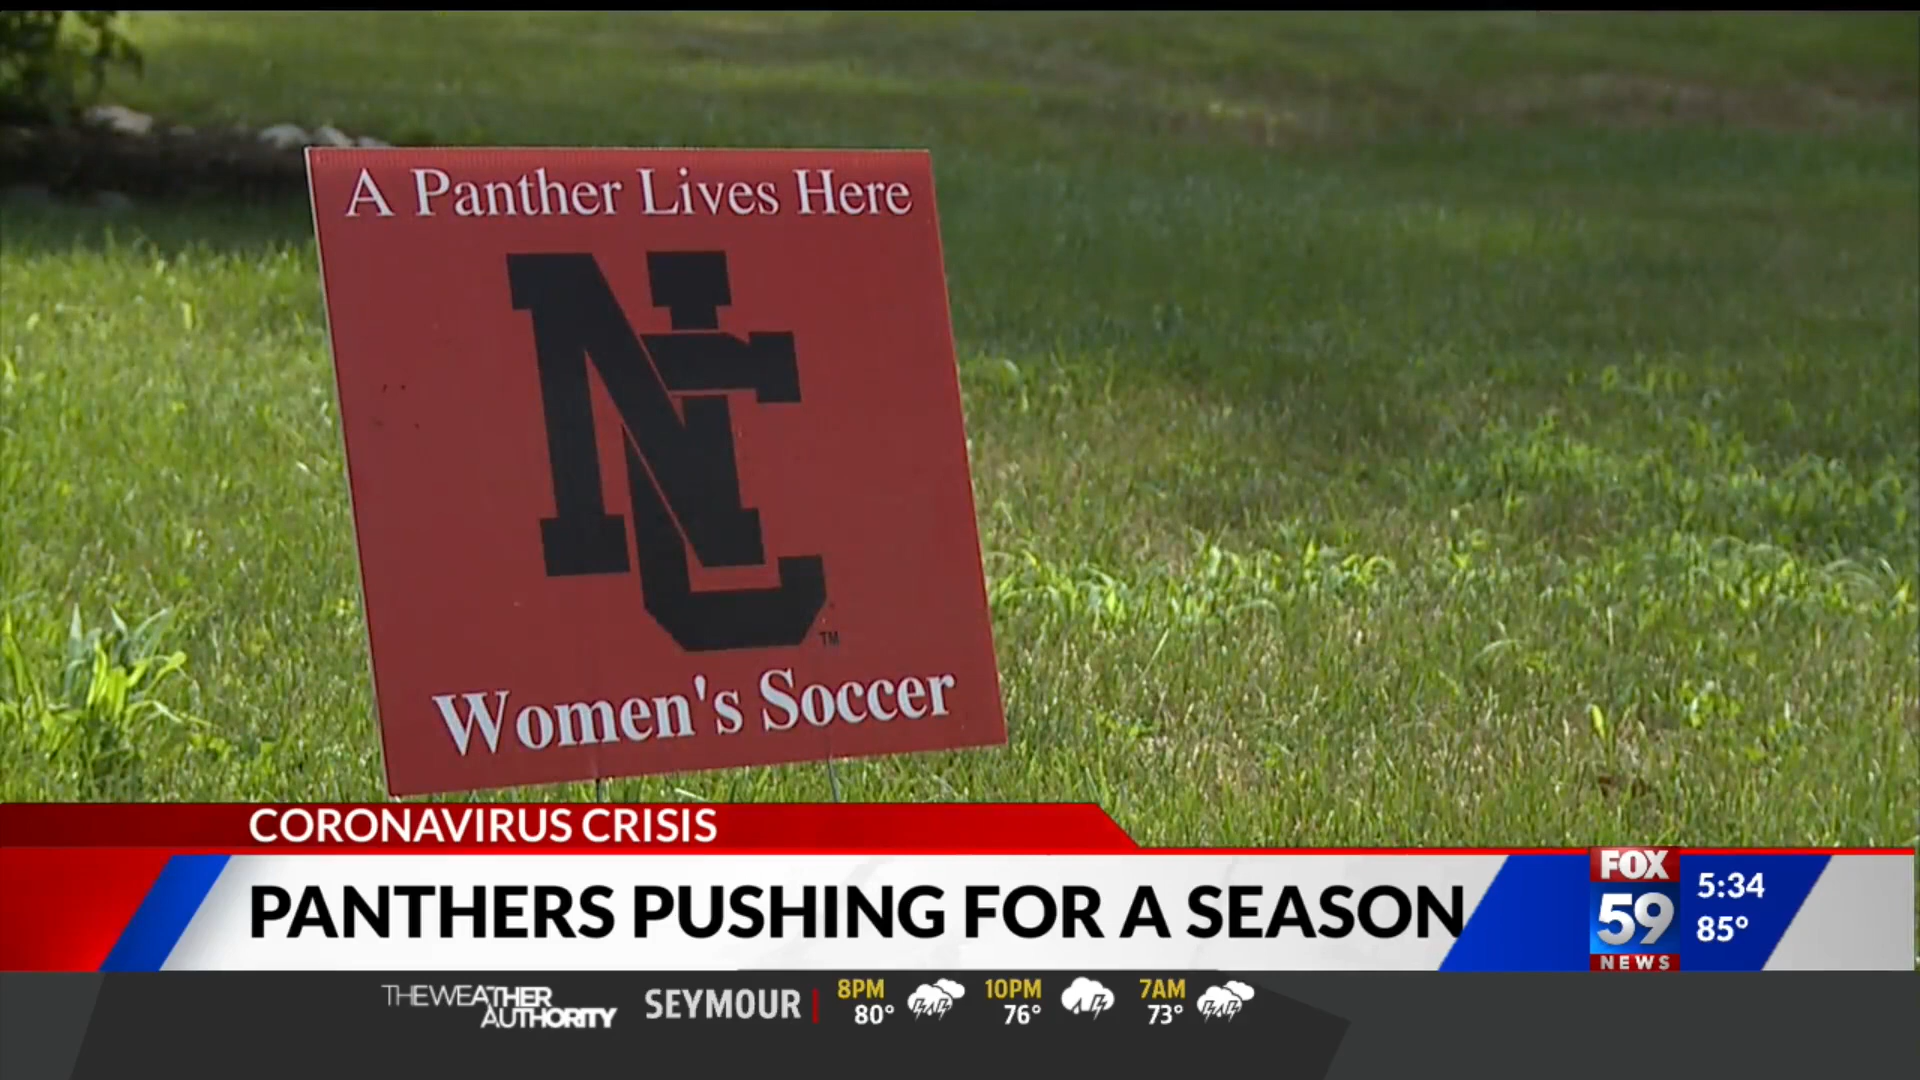 A Panther Lives Here
NC
TM
Women's Soccer
CORONAVIRUS CRISIS
PANTHERS PUSHING FOR A SEASON
FOX
59
NEWS
5:34
85°
THE WEATHER
AUTHORITY
SEYMOUR
8PM
80°
10PM
76°
7AM
73°